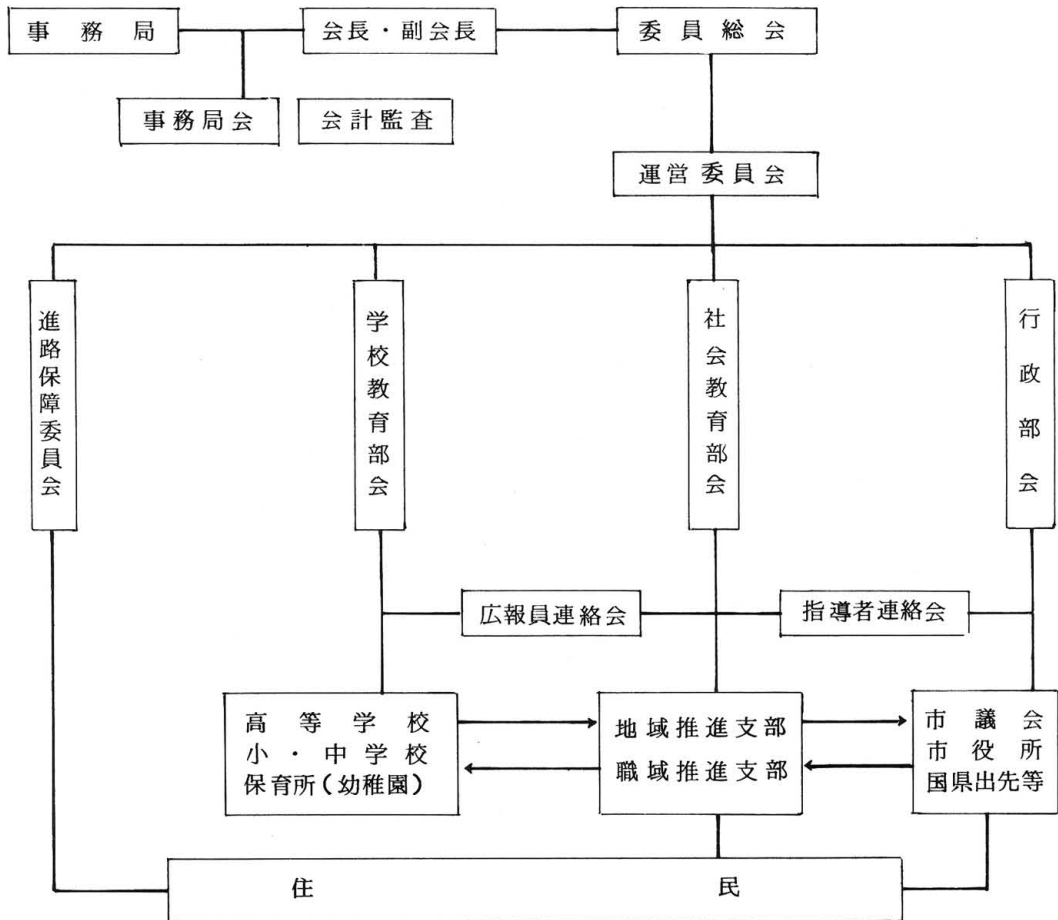 事務局
会長・副会長
委員総会
事務局会
会計監査
運営委員会
進路保障委員会
学校教育部会
社会教育部会
行政部会
広報員連絡会
指導者連絡会
高等学校
小・中学校
保育所(幼稚園)
地域推進支部
職域推進支部
市議会
市役所
国県出先等
住民